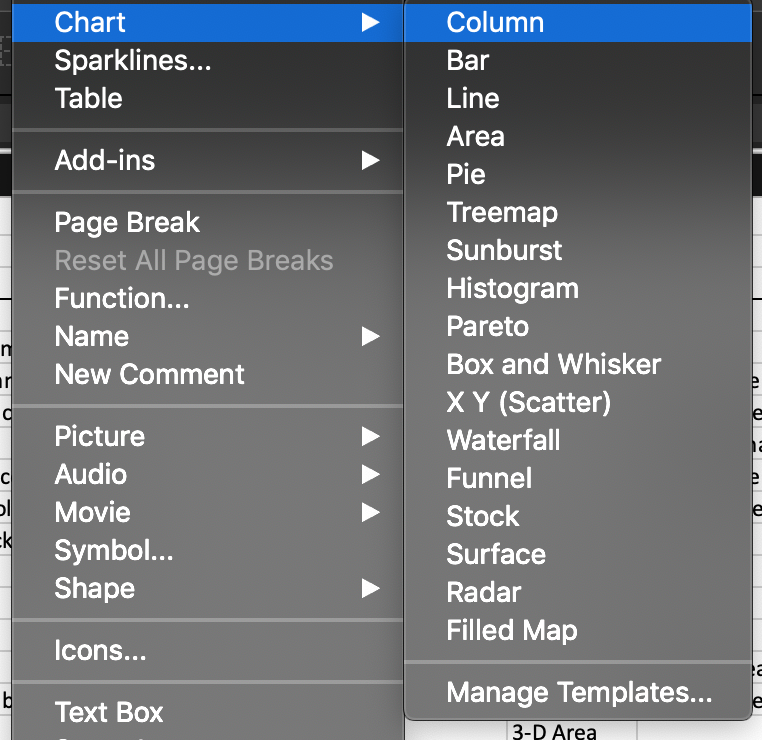 Chart
Sparklines...
Table
Add-ins
Page Break
Reset All Page Breaks
Function...
Name
New Comment
Picture
Audio
Movie
Symbol...
Shape
Icons...
Text Box
Column
Bar
Line
Area
Pie
Treemap
Sunburst
Histogram
Pareto
Box and Whisker
X Y (Scatter)
Waterfall
Funnel
Stock
Surface
Radar
Filled Map
Manage Templates...
3-D Area